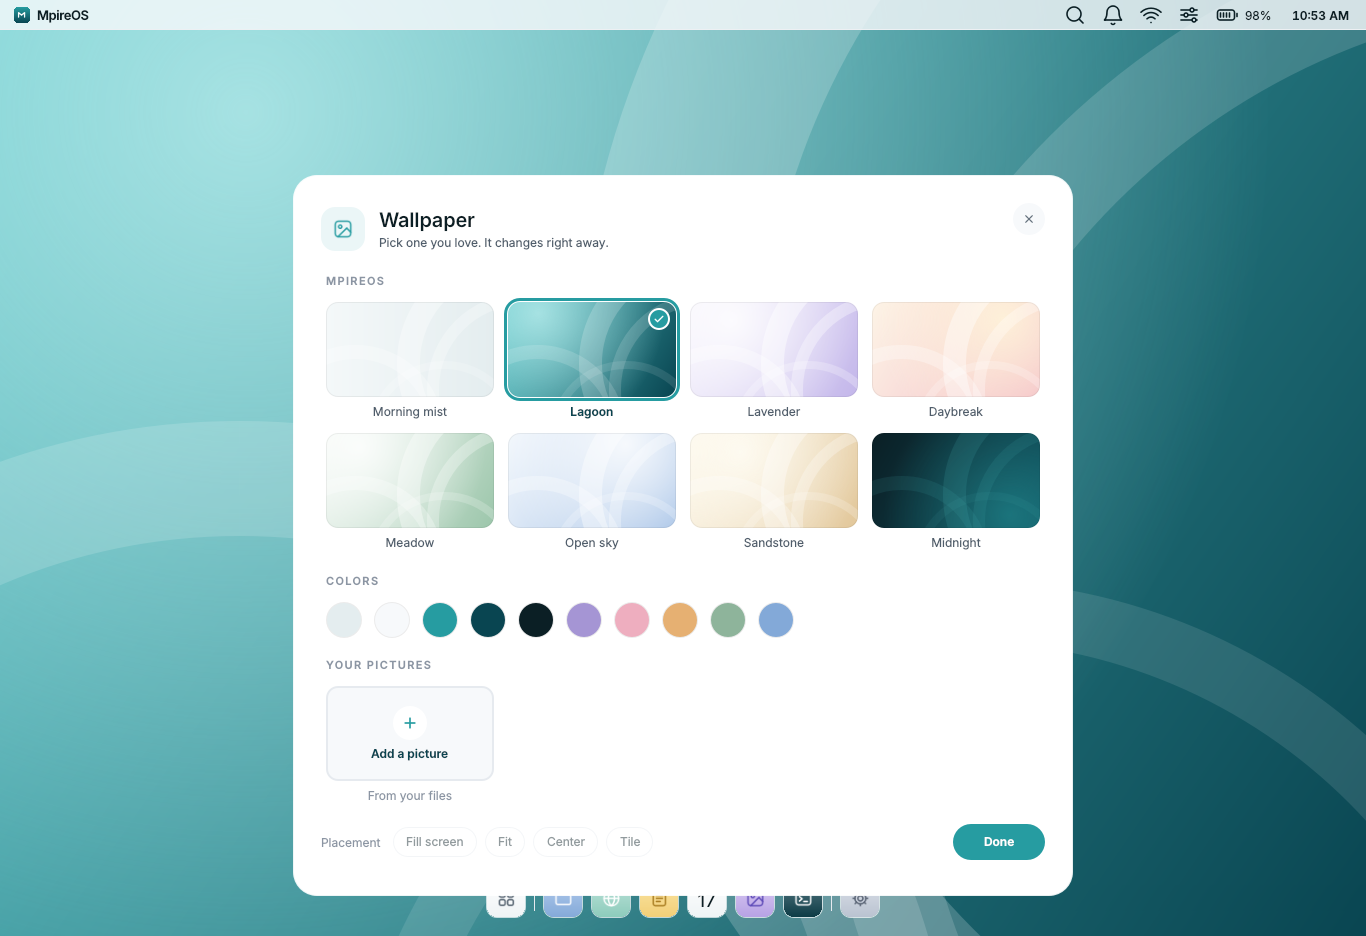 MpireOS
98%
10:53 AM
Wallpaper
Pick one you love. It changes right away.
MPIREOS
Morning mist
Lagoon
Lavender
Daybreak
Meadow
Open sky
Sandstone
Midnight
COLORS
YOUR PICTURES
Add a picture
From your files
Placement
Fill screen
Fit
Center
Tile
Done
17